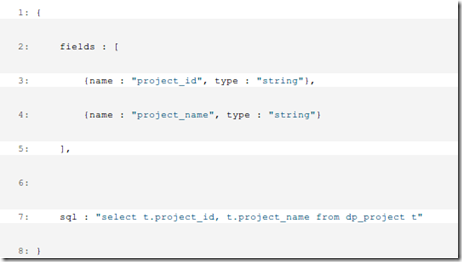 1: {
2:     fields : [
3:         {name : "project_id", type : "string"},
4:         {name : "project_name", type : "string"}
5:     ],
6:
7:     sql : "select t.project_id, t.project_name from dp_project t"
8: }